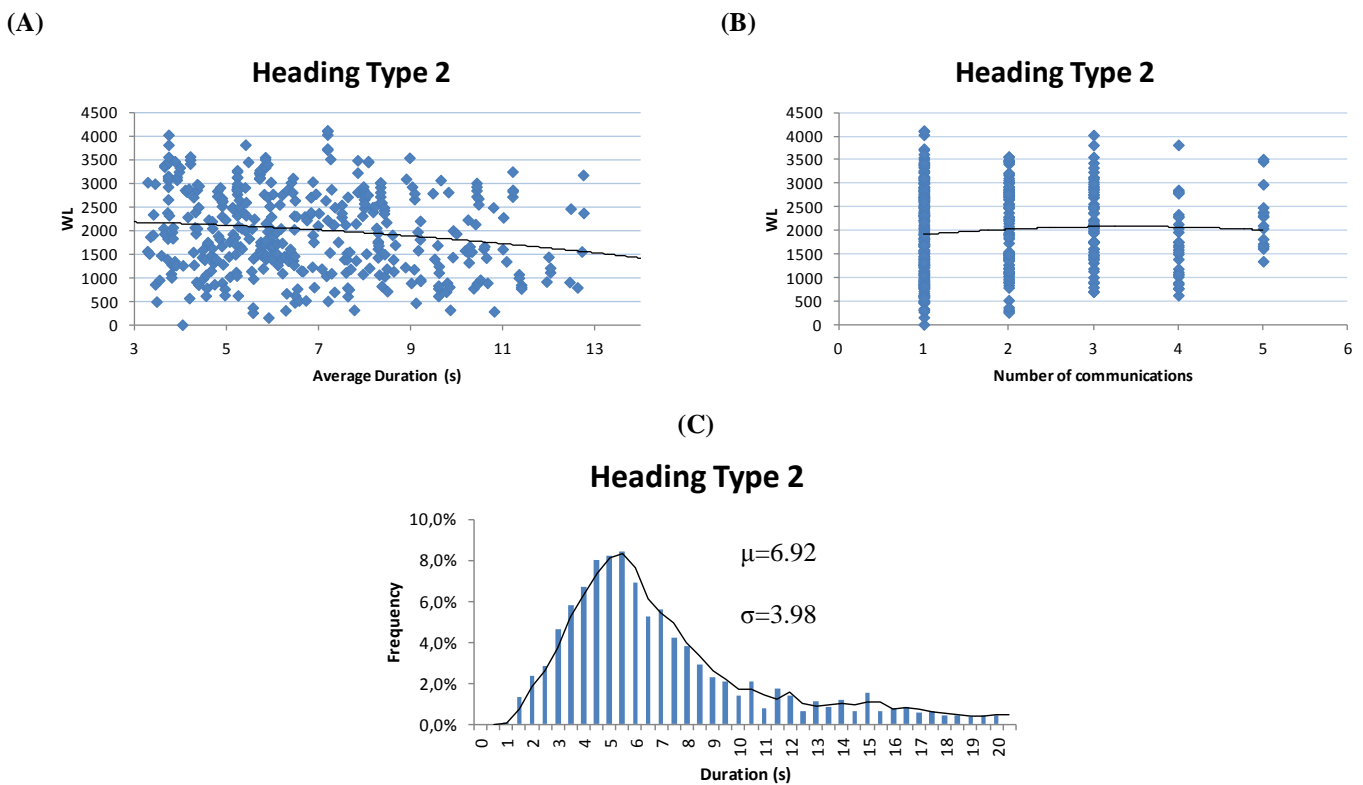 (A)
(B)
Heading Type 2
4500
4000
3500
3000
2500
2000
1500
1000
500
0
WL
3 5 7 9 11 13
Average Duration (s)
Heading Type 2
4500
4000
3500
3000
2500
2000
1500
1000
500
0
WL
0 1 2 3 4 5 6
Number of communications
(C)
Heading Type 2
10,0%
8,0%
6,0%
4,0%
2,0%
0,0%
Frequency
μ=6.92
σ=3.98
0 1 2 3 4 5 6 7 8 9 10 11 12 13 14 15 16 17 18 19 20
Duration (s)